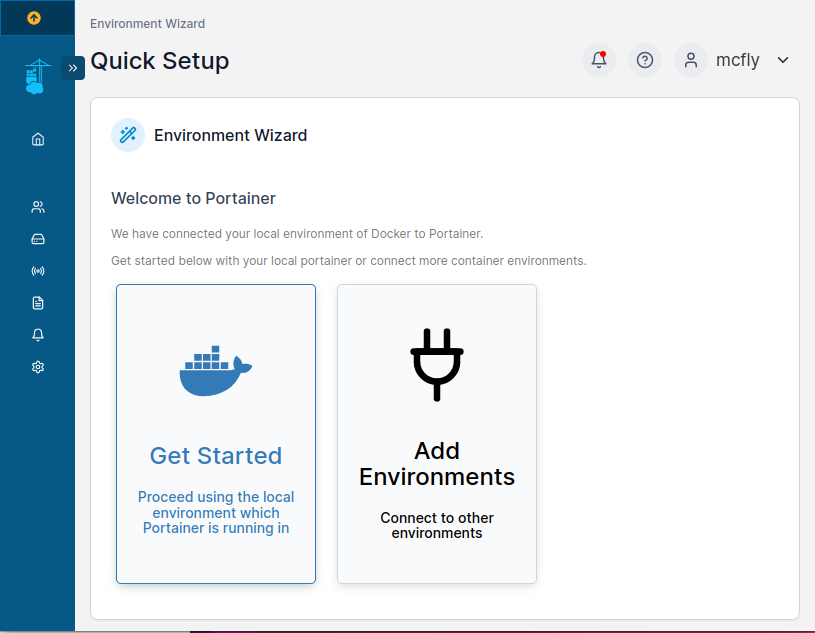 Environment Wizard
Quick Setup
mcfly
Environment Wizard
Welcome to Portainer
We have connected your local environment of Docker to Portainer.
Get started below with your local portainer or connect more container environments.
Get Started
Proceed using the local
environment which
Portainer is running in
Add
Environments
Connect to other
environments